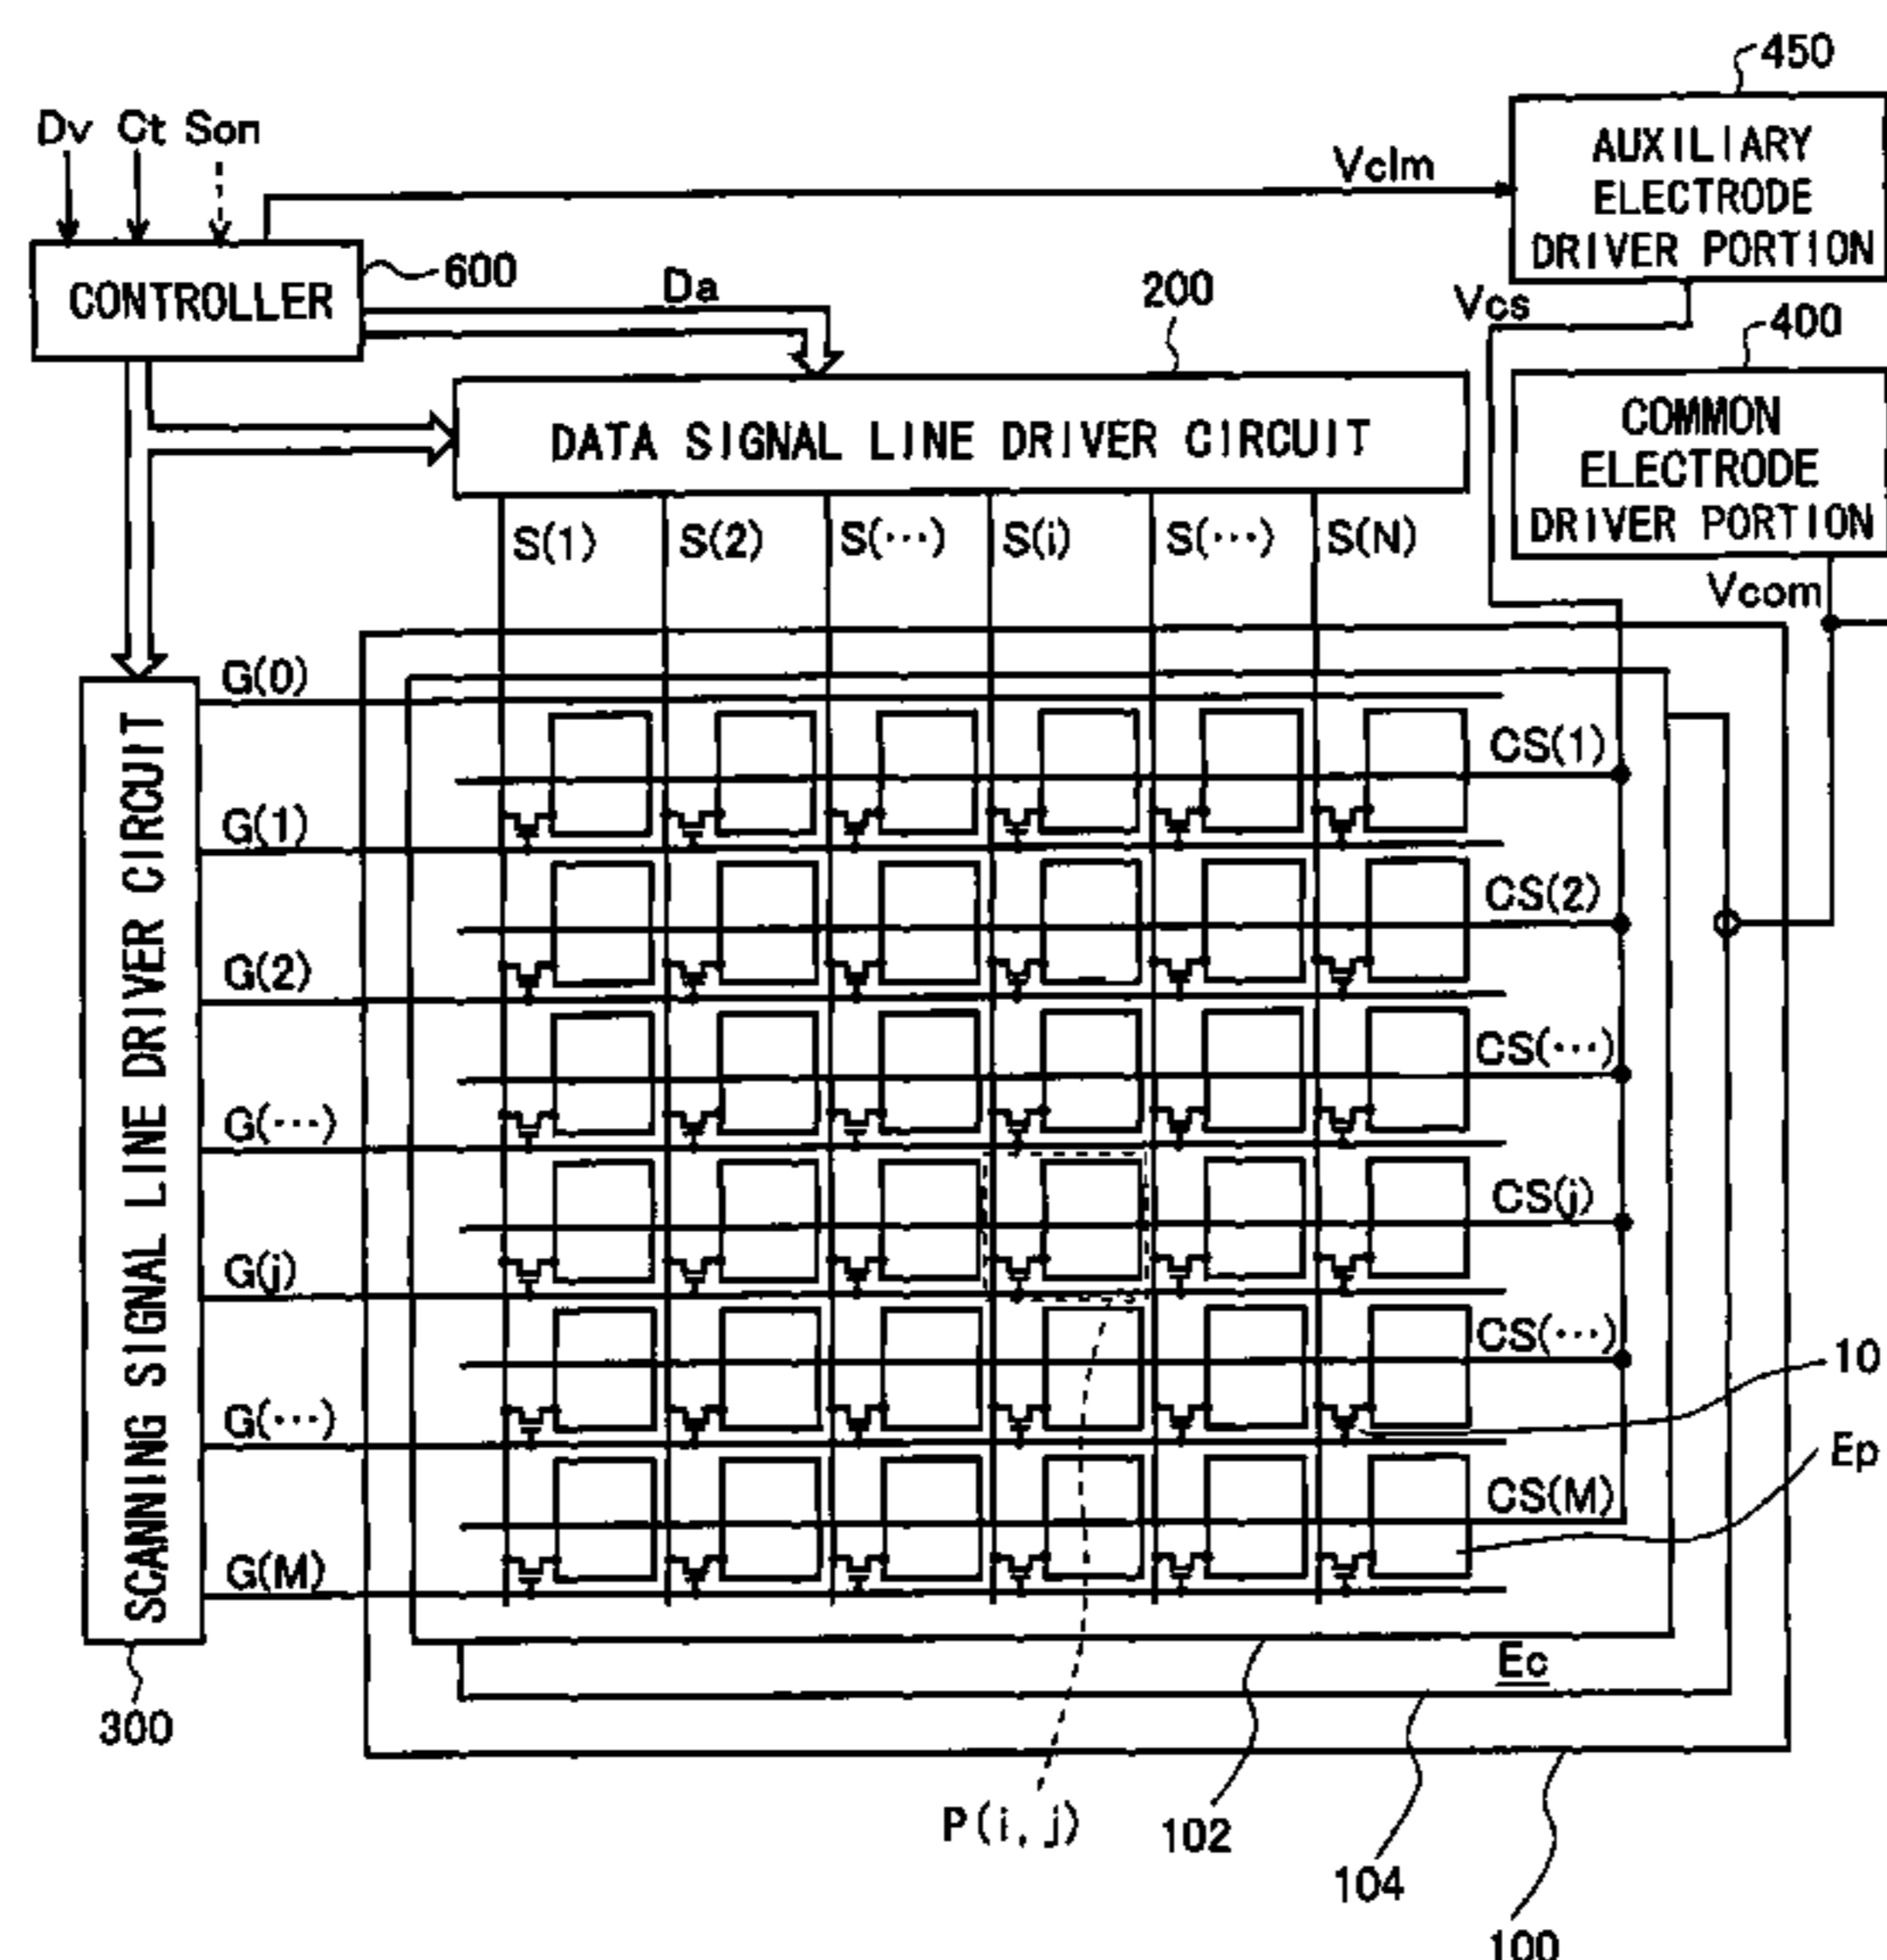 450
Dv Ct Son
Vclm
AUXILIARY
ELECTRODE
DRIVER PORTION
600
CONTROLLER
Da
200
Vcs
400
DATA SIGNAL LINE DRIVER CIRCUIT
COMMON
ELECTRODE
DRIVER PORTION
S(1) S(2) S(···) S(i) S(···) S(N)
Vcom
G(0)
CS(1)
G(1)
CS(2)
G(2)
CS(···)
G(···)
CS(j)
G(j)
CS(···)
10
G(···)
Ep
CS(M)
G(M)
SCANNING SIGNAL LINE DRIVER CIRCUIT
Ec
300
P(i, j)
102
104
100